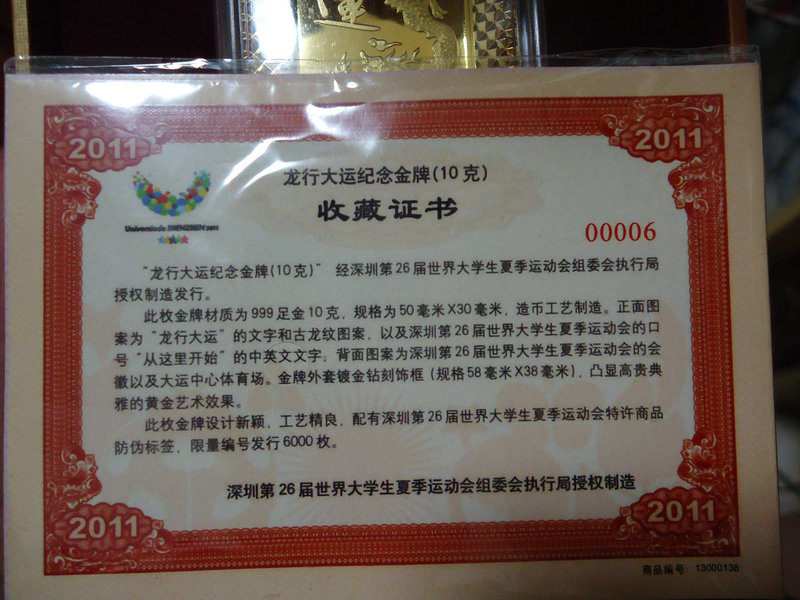 2011
2011
龙行大运纪念金牌(10克)
Universiade SHENZHEN 2011
收藏证书
00006
“龙行大运纪念金牌(10克)” 经深圳第26届世界大学生夏季运动会组委会执行局
授权制造发行。
此枚金牌材质为999足金10克，规格为50毫米X30毫米，造币工艺制造。正面图
案为“龙行大运”的文字和古龙纹图案，以及深圳第26届世界大学生夏季运动会的口
号“从这里开始”的中英文文字；背面图案为深圳第26届世界大学生夏季运动会的会
徽以及大运中心体育场。金牌外套镀金钻刻饰框（规格58毫米X38毫米），凸显高贵典
雅的黄金艺术效果。
此枚金牌设计新颖，工艺精良，配有深圳第26届世界大学生夏季运动会特许商品
防伪标签，限量编号发行6000枚。
深圳第26届世界大学生夏季运动会组委会执行局授权制造
2011
2011
商品编号：13000138